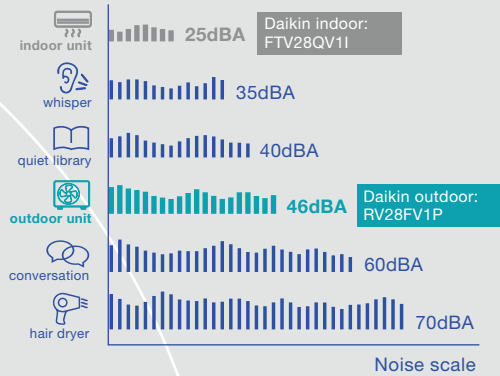 indoor unit
25dBA
Daikin indoor:
FTV28QV1I
whisper
35dBA
quiet library
40dBA
outdoor unit
46dBA
Daikin outdoor:
RV28FV1P
conversation
60dBA
hair dryer
70dBA
Noise scale